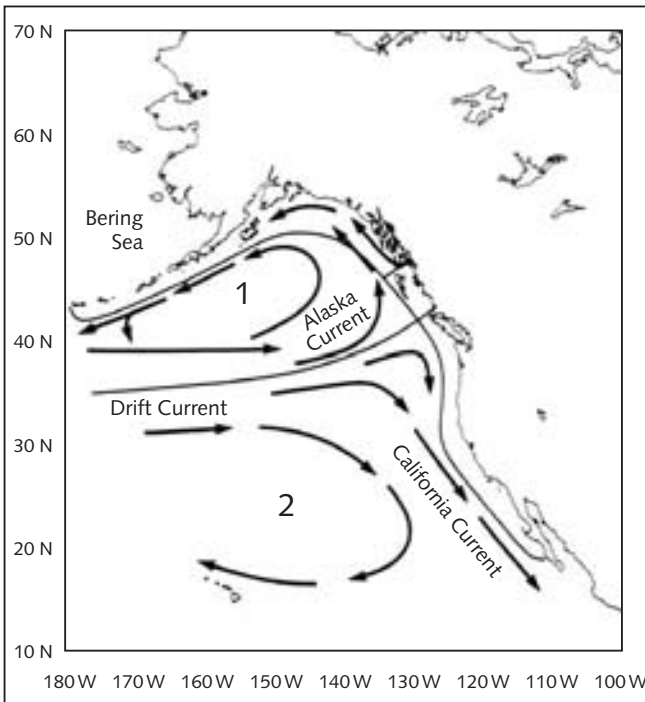 70 N
60 N
Bering
Sea
50 N
1
Alaska
Current
40 N
Drift Current
30 N
California Current
2
20 N
10 N
180 W 170 W 160 W 150 W 140 W 130 W 120 W 110 W 100 W